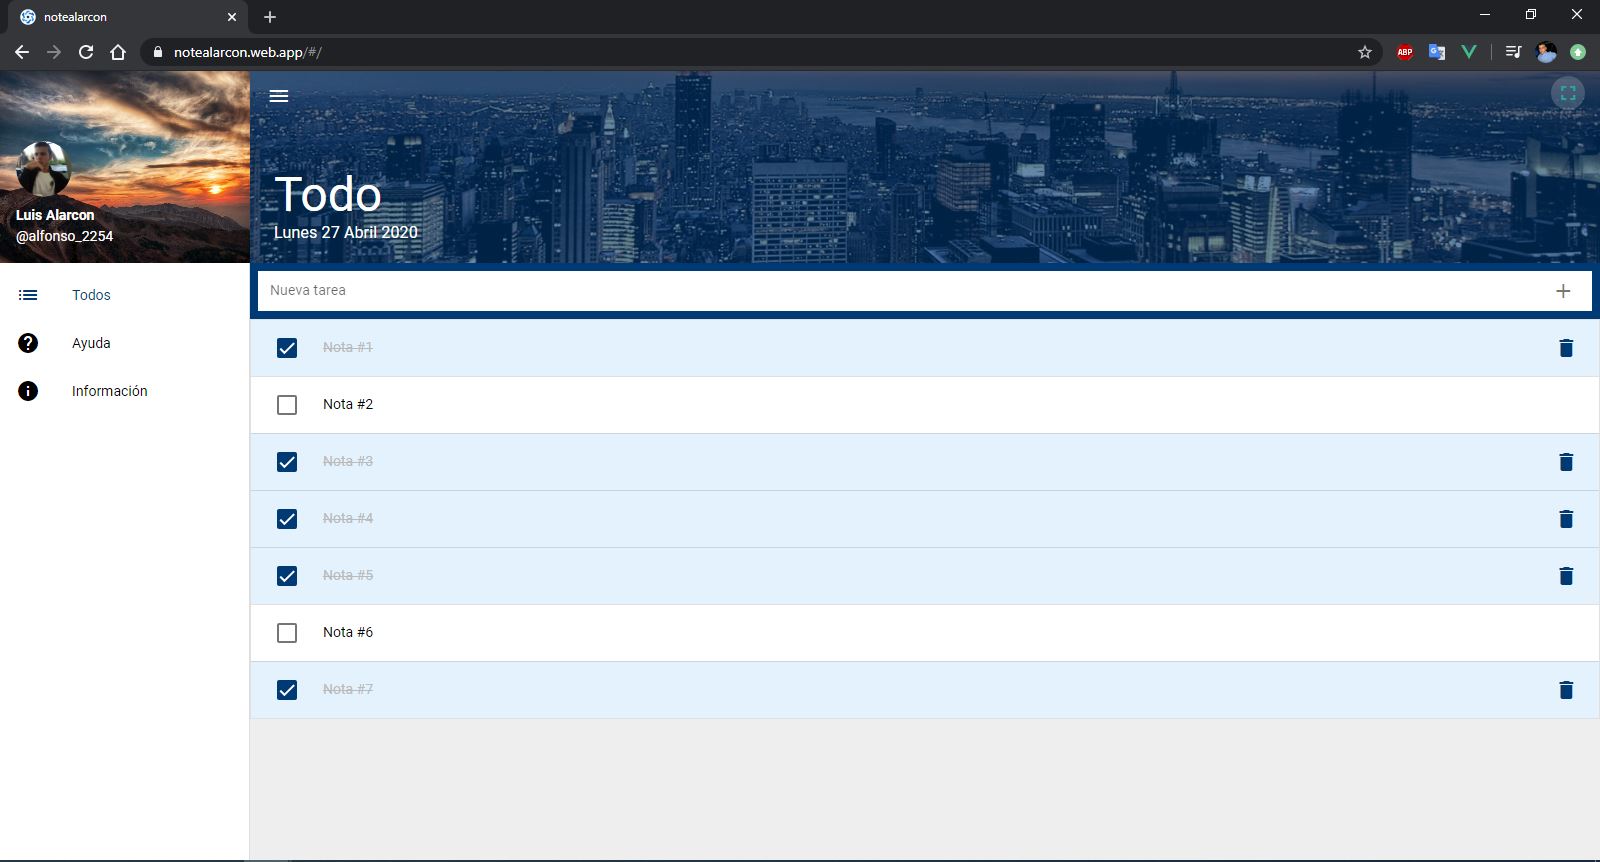 notealarcon
notealarcon.web.app/#/
ABP
Luis Alarcon
@alfonso_2254
Todos
Ayuda
Información
Todo
Lunes 27 Abril 2020
Nueva tarea
Nota #1
Nota #2
Nota #3
Nota #4
Nota #5
Nota #6
Nota #7